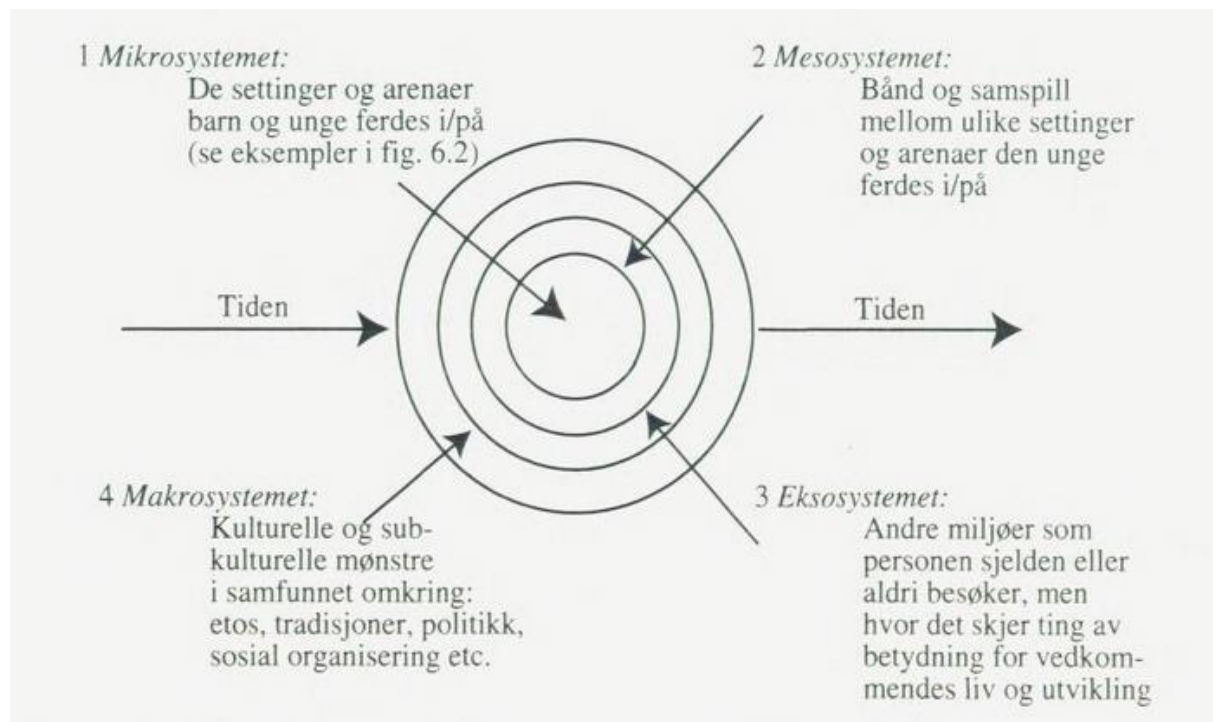 1 Mikrosystemet:
De settinger og arenaer
barn og unge ferdes i/på
(se eksempler i fig. 6.2)
2 Mesosystemet:
Bånd og samspill
mellom ulike settinger
og arenaer den unge
ferdes i/på
Tiden
Tiden
4 Makrosystemet:
Kulturelle og sub-
kulturelle mønstre
i samfunnet omkring:
etos, tradisjoner, politikk,
sosial organisering etc.
3 Eksosystemet:
Andre miljøer som
personen sjelden eller
aldri besøker, men
hvor det skjer ting av
betydning for vedkom-
mendes liv og utvikling